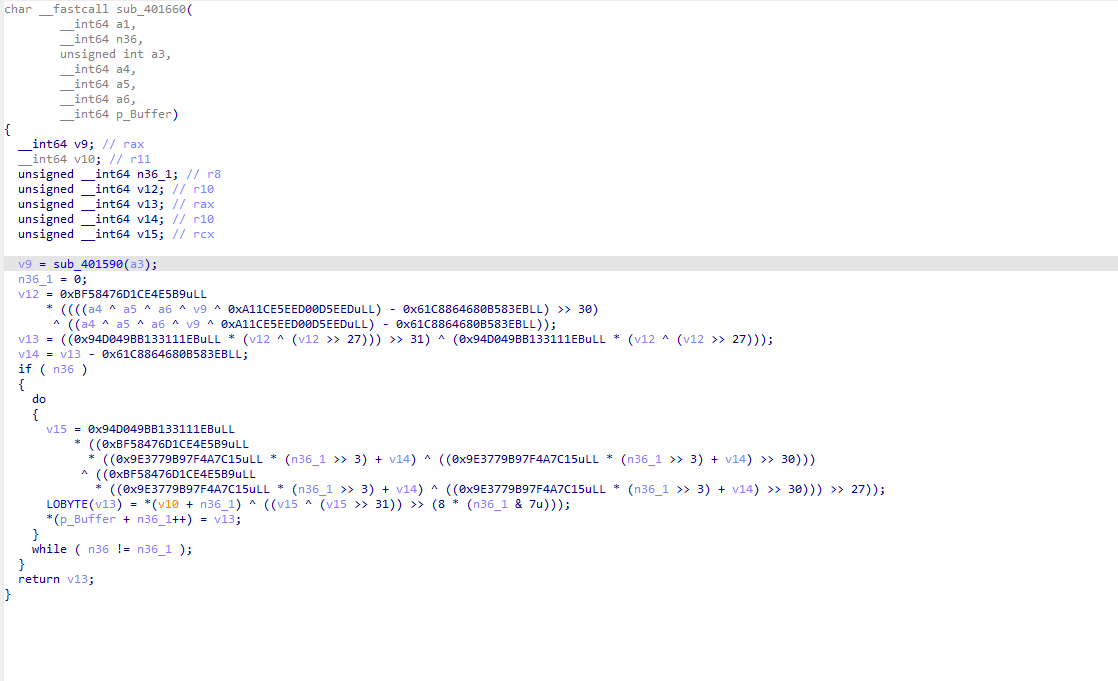 char __fastcall sub_401660(
        __int64 a1,
        __int64 n36,
        unsigned int a3,
        __int64 a4,
        __int64 a5,
        __int64 a6,
        __int64 p_Buffer)
{
  __int64 v9; // rax
  __int64 v10; // r11
  unsigned __int64 n36_1; // r8
  unsigned __int64 v12; // r10
  unsigned __int64 v13; // rax
  unsigned __int64 v14; // r10
  unsigned __int64 v15; // rcx

  v9 = sub_401590(a3);
  n36_1 = 0;
  v12 = 0xBF58476D1CE4E5B9uLL
      * ((((a4 ^ a5 ^ a6 ^ v9 ^ 0xA11CE5EED00D5EEDuLL) - 0x61C8864680B583EBLL) >> 30)
       ^ ((a4 ^ a5 ^ a6 ^ v9 ^ 0xA11CE5EED00D5EEDuLL) - 0x61C8864680B583EBLL));
  v13 = ((0x94D049BB133111EBuLL * (v12 ^ (v12 >> 27))) >> 31) ^ (0x94D049BB133111EBuLL * (v12 ^ (v12 >> 27)));
  v14 = v13 - 0x61C8864680B583EBLL;
  if ( n36 )
  {
    do
    {
      v15 = 0x94D049BB133111EBuLL
          * ((0xBF58476D1CE4E5B9uLL
            * ((0x9E3779B97F4A7C15uLL * (n36_1 >> 3) + v14) ^ ((0x9E3779B97F4A7C15uLL * (n36_1 >> 3) + v14) >> 30)))
           ^ ((0xBF58476D1CE4E5B9uLL
             * ((0x9E3779B97F4A7C15uLL * (n36_1 >> 3) + v14) ^ ((0x9E3779B97F4A7C15uLL * (n36_1 >> 3) + v14) >> 30))) >> 27));
      LOBYTE(v13) = *(v10 + n36_1) ^ ((v15 ^ (v15 >> 31)) >> (8 * (n36_1 & 7u)));
      *(p_Buffer + n36_1++) = v13;
    }
    while ( n36 != n36_1 );
  }
  return v13;
}